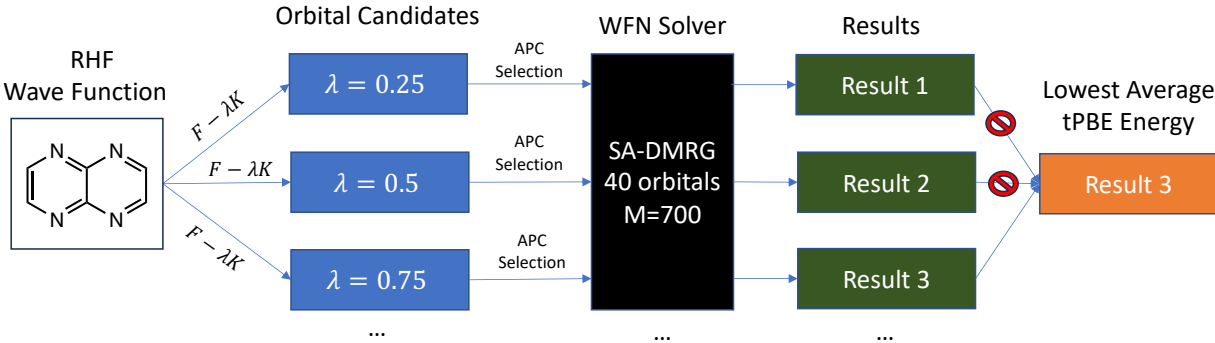 Orbital Candidates
WFN Solver
Results
RHF
Wave Function
N
N
N
N
F − λK
F − λK
F − λK
λ = 0.25
λ = 0.5
λ = 0.75
...
APC
Selection
APC
Selection
APC
Selection
SA-DMRG
40 orbitals
M=700
...
Result 1
Result 2
Result 3
...
Lowest Average
tPBE Energy
Result 3